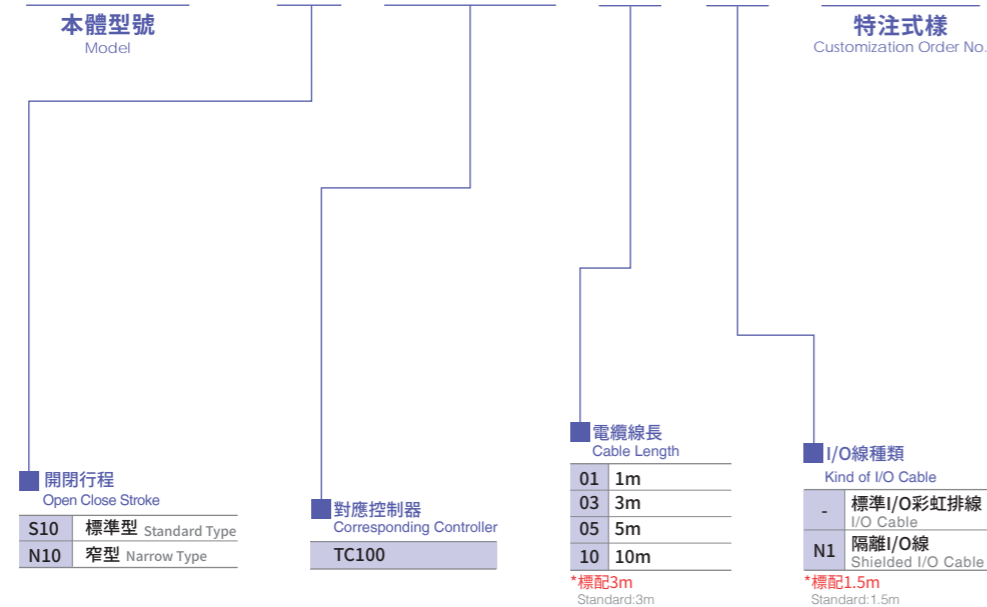 本體型號
Model
特注式樣
Customization Order No.
開閉行程
Open Close Stroke
S10 標準型 Standard Type
N10 窄型 Narrow Type
對應控制器
Corresponding Controller
TC100
電纜線長
Cable Length
01 1m
03 3m
05 5m
10 10m
*標配3m
Standard:3m
I/O線種類
Kind of I/O Cable
- 標準I/O彩虹排線
I/O Cable
N1 隔離I/O線
Shielded I/O Cable
*標配1.5m
Standard:1.5m